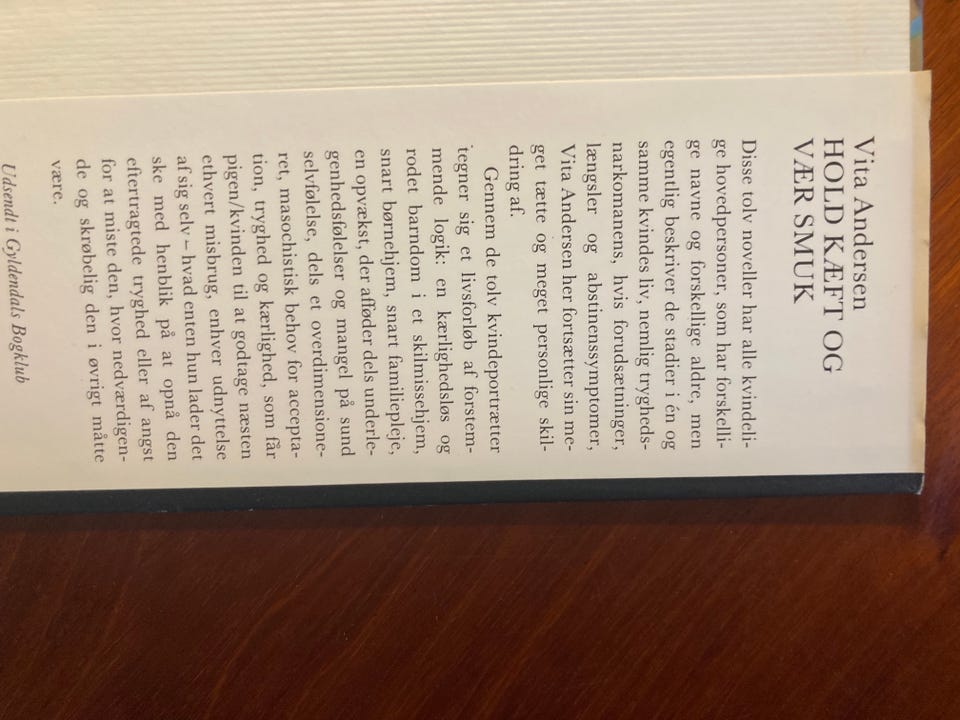 Vita Andersen
HOLD KÆFT OG
VÆR SMUK
Disse tolv noveller har alle kvindeli-
ge hovedpersoner, som har forskelli-
ge navne og forskellige aldre, men
egentlig beskriver de stadier i én og
samme kvindes liv, nemlig trygheds-
narkomanens, hvis forudsætninger,
længsler og abstinenssymptomer,
Vita Andersen her fortsætter sin me-
get tætte og meget personlige skil-
dring af.
Gennem de tolv kvindeportrætter
tegner sig et livsforløb af forstem-
mende logik: en kærlighedsløs og
rodet barndom i et skilmissehjem,
snart børnehjem, snart familiepleje,
en opvækst, der afføder dels underle-
genhedsfølelser og mangel på sund
selvfølelse, dels et overdimensione-
ret, masochistisk behov for accepta-
tion, tryghed og kærlighed, som får
pigen/kvinden til at godtage næsten
ethvert misbrug, enhver udnyttelse
af sig selv – hvad enten hun lader det
ske med henblik på at opnå den
eftertragtede tryghed eller af angst
for at miste den, hvor nedværdigen-
de og skrøbelig den i øvrigt måtte
være.
Udsendt i Gyldendals Bogklub